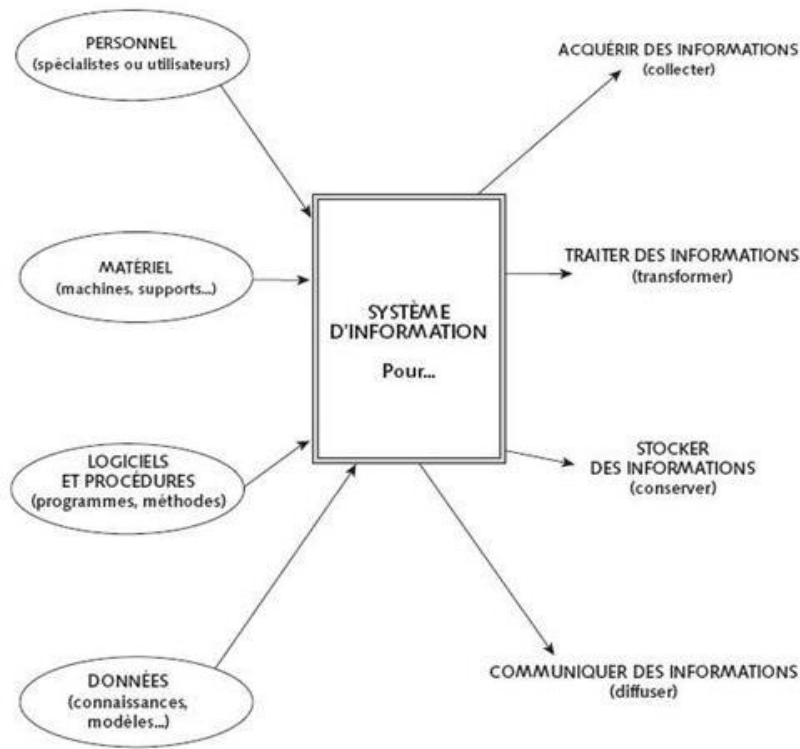 PERSONNEL
(spécialistes ou utilisateurs)
MATÉRIEL
(machines, supports...)
LOGICIELS
ET PROCÉDURES
(programmes, méthodes)
DONNÉES
(connaissances,
modèles...)
SYSTÈME
D'INFORMATION
Pour...
ACQUÉRIR DES INFORMATIONS
(collecter)
TRAITER DES INFORMATIONS
(transformer)
STOCKER
DES INFORMATIONS
(conserver)
COMMUNIQUER DES INFORMATIONS
(diffuser)